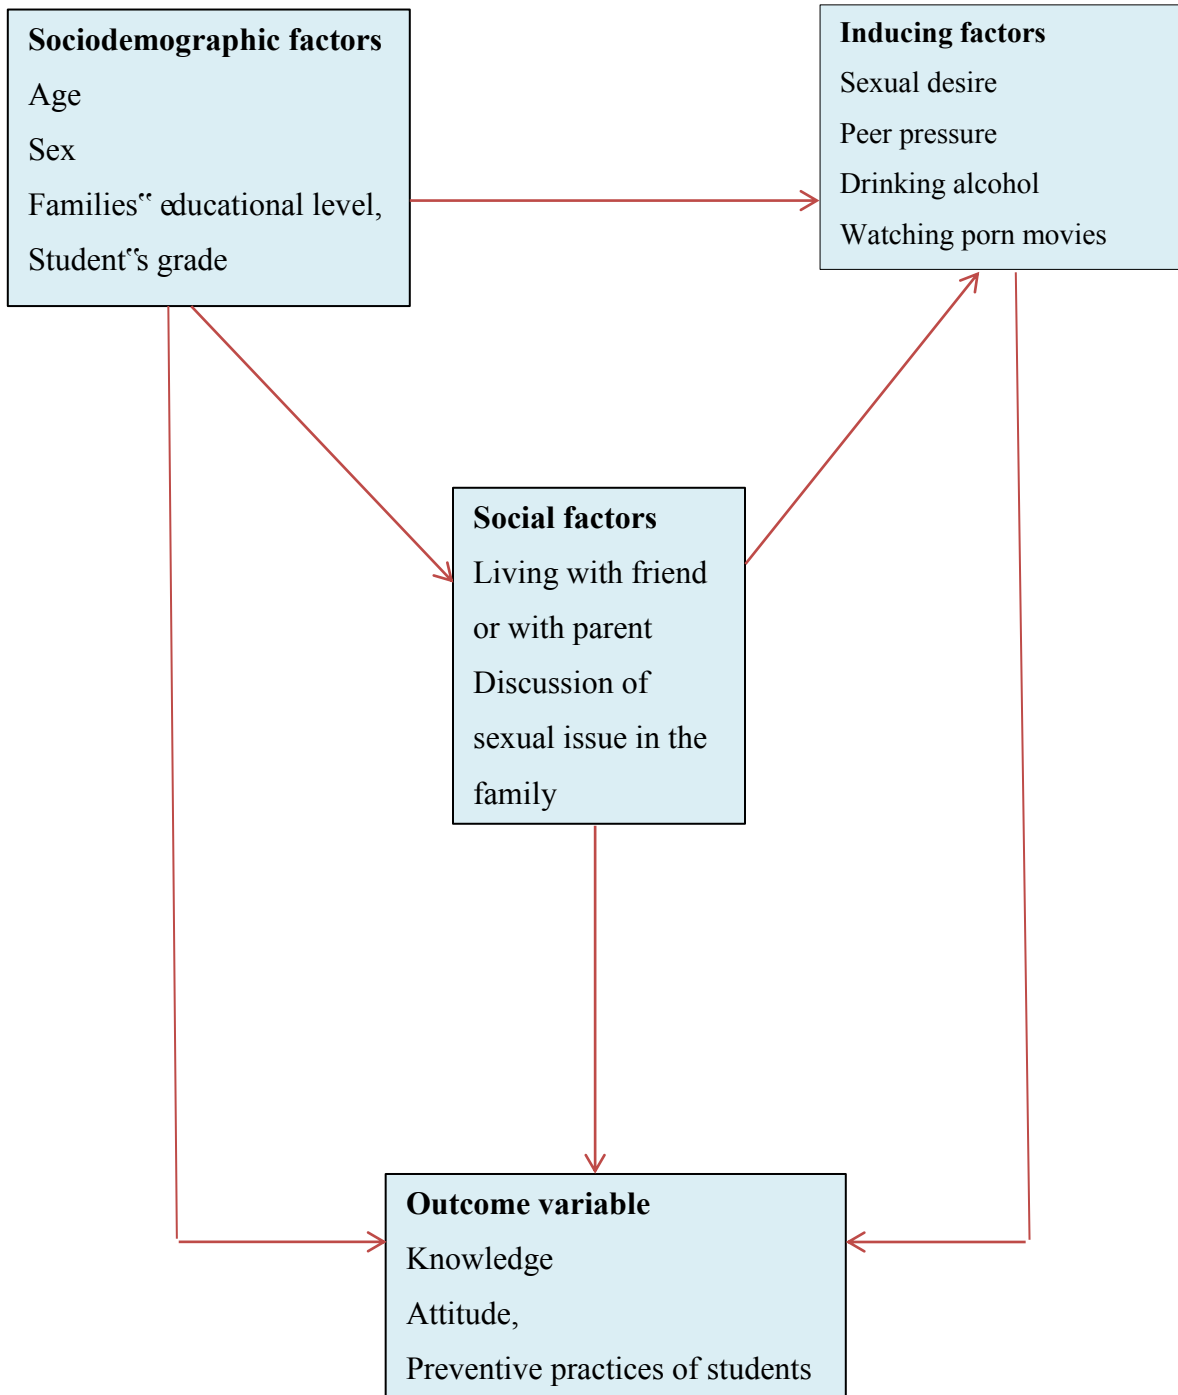 Sociodemographic factors
Age
Sex
Families‟ educational level,
Student‟s grade
Inducing factors
Sexual desire
Peer pressure
Drinking alcohol
Watching porn movies
Social factors
Living with friend
or with parent
Discussion of
sexual issue in the
family
Outcome variable
Knowledge
Attitude,
Preventive practices of students